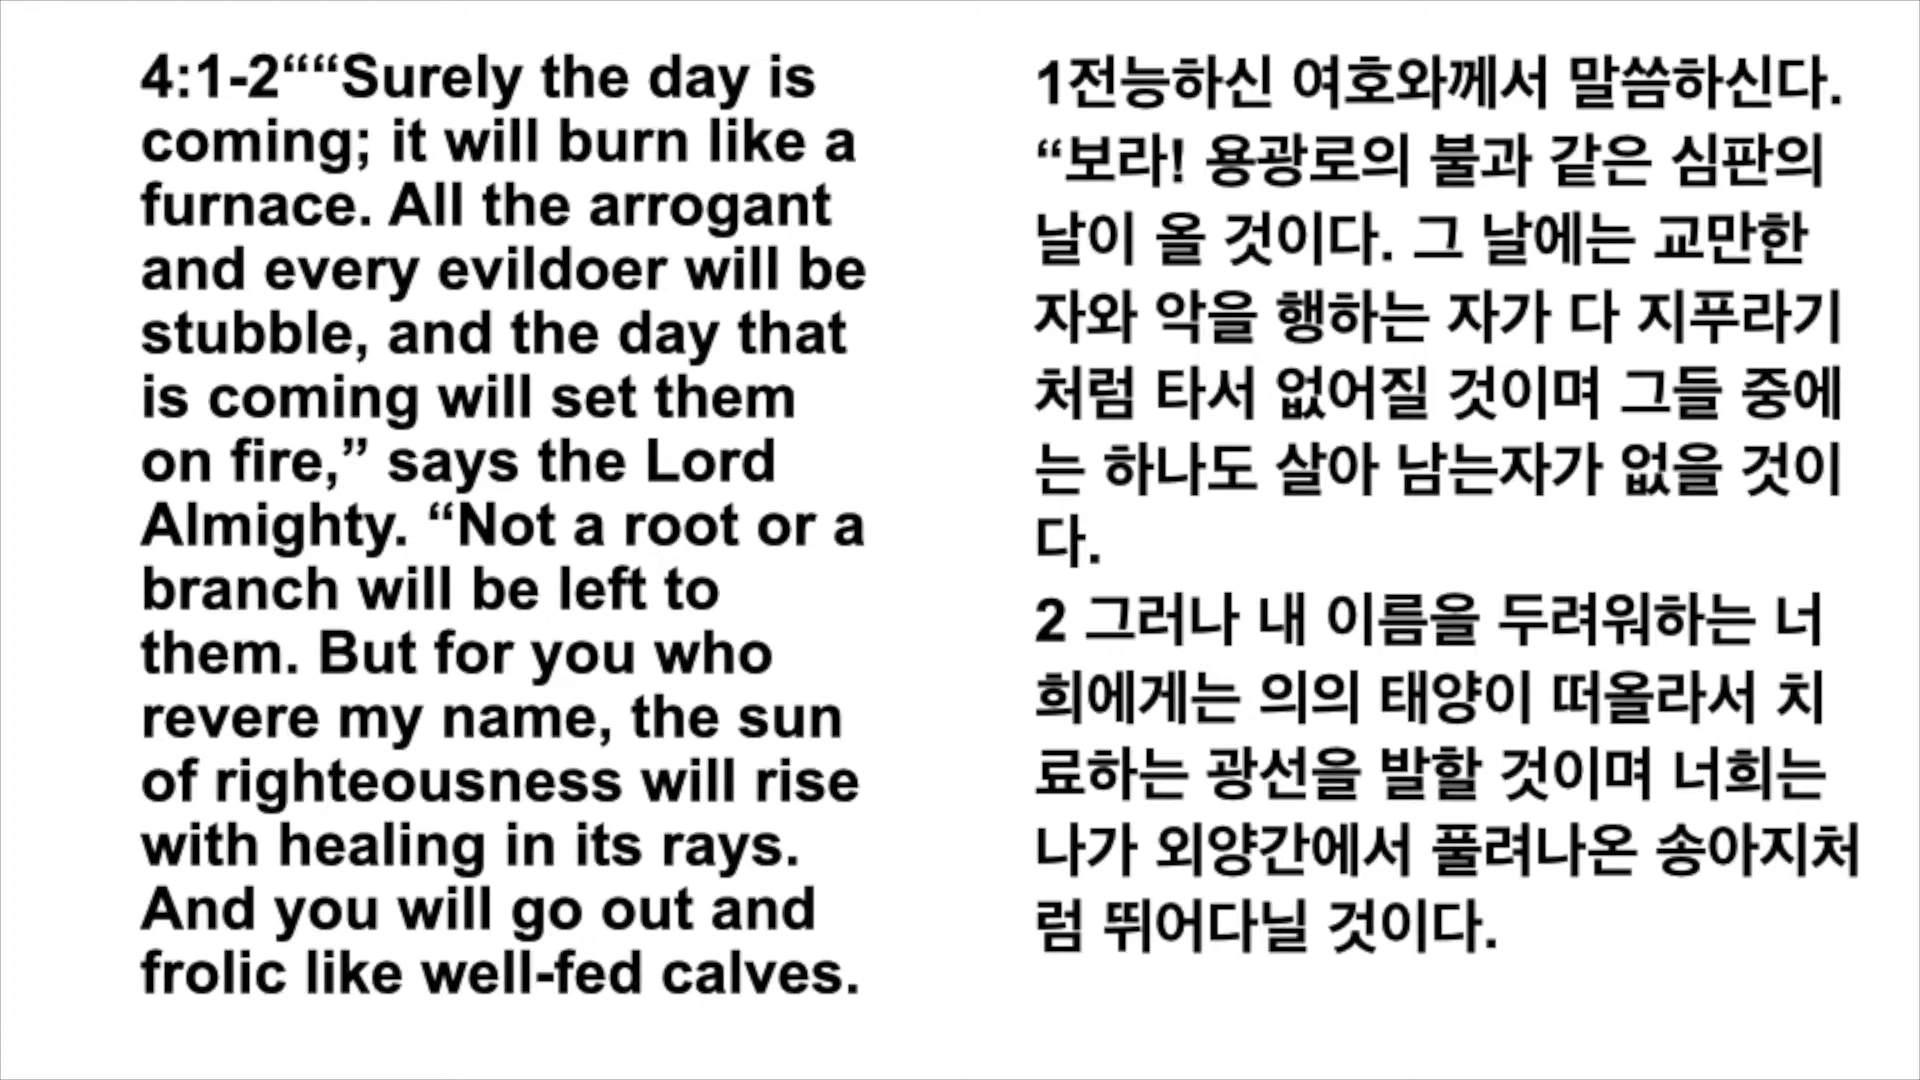 4:1-2““Surely the day is
coming; it will burn like a
furnace. All the arrogant
and every evildoer will be
stubble, and the day that
is coming will set them
on fire,” says the Lord
Almighty. “Not a root or a
branch will be left to
them. But for you who
revere my name, the sun
of righteousness will rise
with healing in its rays.
And you will go out and
frolic like well-fed calves.
1전능하신 여호와께서 말씀하신다.
“보라! 용광로의 불과 같은 심판의
날이 올 것이다. 그 날에는 교만한
자와 악을 행하는 자가 다 지푸라기
처럼 타서 없어질 것이며 그들 중에
는 하나도 살아 남는자가 없을 것이
다.
2 그러나 내 이름을 두려워하는 너
희에게는 의의 태양이 떠올라서 치
료하는 광선을 발할 것이며 너희는
나가 외양간에서 풀려나온 송아지처
럼 뛰어다닐 것이다.